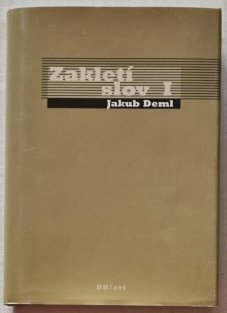 Zakletí
slov I
Jakub Deml
BB/art